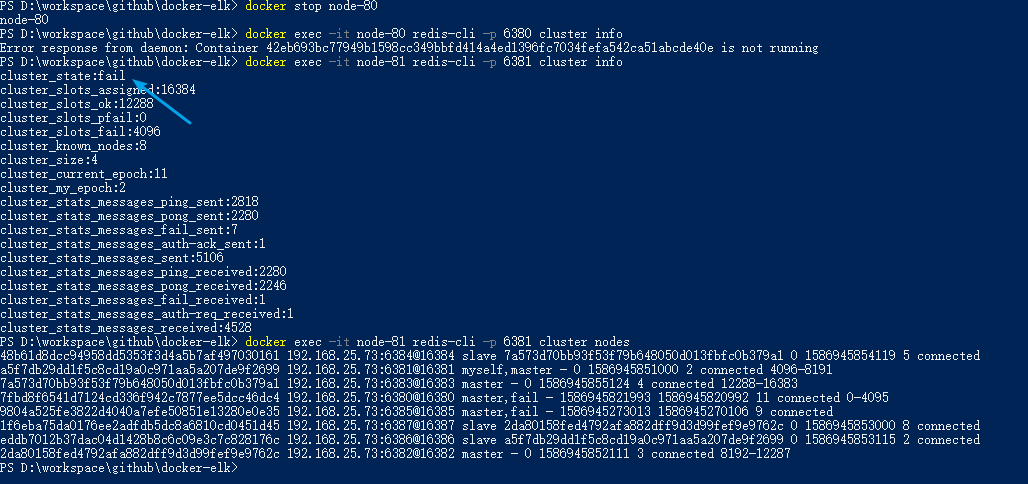 PS D:\workspace\github\docker-elk> docker stop node-80
node-80
PS D:\workspace\github\docker-elk> docker exec -it node-80 redis-cli -p 6380 cluster info
Error response from daemon: Container 42eb693bc77949b1598cc349bbfd414a4ed1396fc7034fefa542ca51abcde40e is not running
PS D:\workspace\github\docker-elk> docker exec -it node-81 redis-cli -p 6381 cluster info
cluster_state:fail
cluster_slots_assigned:16384
cluster_slots_ok:12288
cluster_slots_pfail:0
cluster_slots_fail:4096
cluster_known_nodes:8
cluster_size:4
cluster_current_epoch:11
cluster_my_epoch:2
cluster_stats_messages_ping_sent:2818
cluster_stats_messages_pong_sent:2280
cluster_stats_messages_fail_sent:7
cluster_stats_messages_auth-ack_sent:1
cluster_stats_messages_sent:5106
cluster_stats_messages_ping_received:2280
cluster_stats_messages_pong_received:2246
cluster_stats_messages_fail_received:1
cluster_stats_messages_auth-req_received:1
cluster_stats_messages_received:4528
PS D:\workspace\github\docker-elk> docker exec -it node-81 redis-cli -p 6381 cluster nodes
48b61d8dcc94958dd5353f3d4a5b7af497030161 192.168.25.73:6384@16384 slave 7a573d70bb93f53f79b648050d013fbfc0b379a1 0 1586945854119 5 connected
a5f7db29dd1f5c8cd19a0c971aa5a207de9f2699 192.168.25.73:6381@16381 myself,master - 0 1586945851000 2 connected 4096-8191
7a573d70bb93f53f79b648050d013fbfc0b379a1 192.168.25.73:6383@16383 master - 0 1586945855124 4 connected 12288-16383
7fbd8f6541d7124cd336f942c7877ee5dcc46dc4 192.168.25.73:6380@16380 master,fail - 1586945821993 1586945820992 11 connected 0-4095
9804a525fe3822d4040a7efe50851e13280e0e35 192.168.25.73:6385@16385 master,fail - 1586945273013 1586945270106 9 connected
1f6eba75da0176ee2adfdb5dc8a6810cd0451d45 192.168.25.73:6387@16387 slave 2da80158fed4792afa882dff9d3d99fef9e9762c 0 1586945853000 8 connected
eddb7012b37dac04d1428b8c6c09e3c7c828176c 192.168.25.73:6386@16386 slave a5f7db29dd1f5c8cd19a0c971aa5a207de9f2699 0 1586945853115 2 connected
2da80158fed4792afa882dff9d3d99fef9e9762c 192.168.25.73:6382@16382 master - 0 1586945852111 3 connected 8192-12287
PS D:\workspace\github\docker-elk>